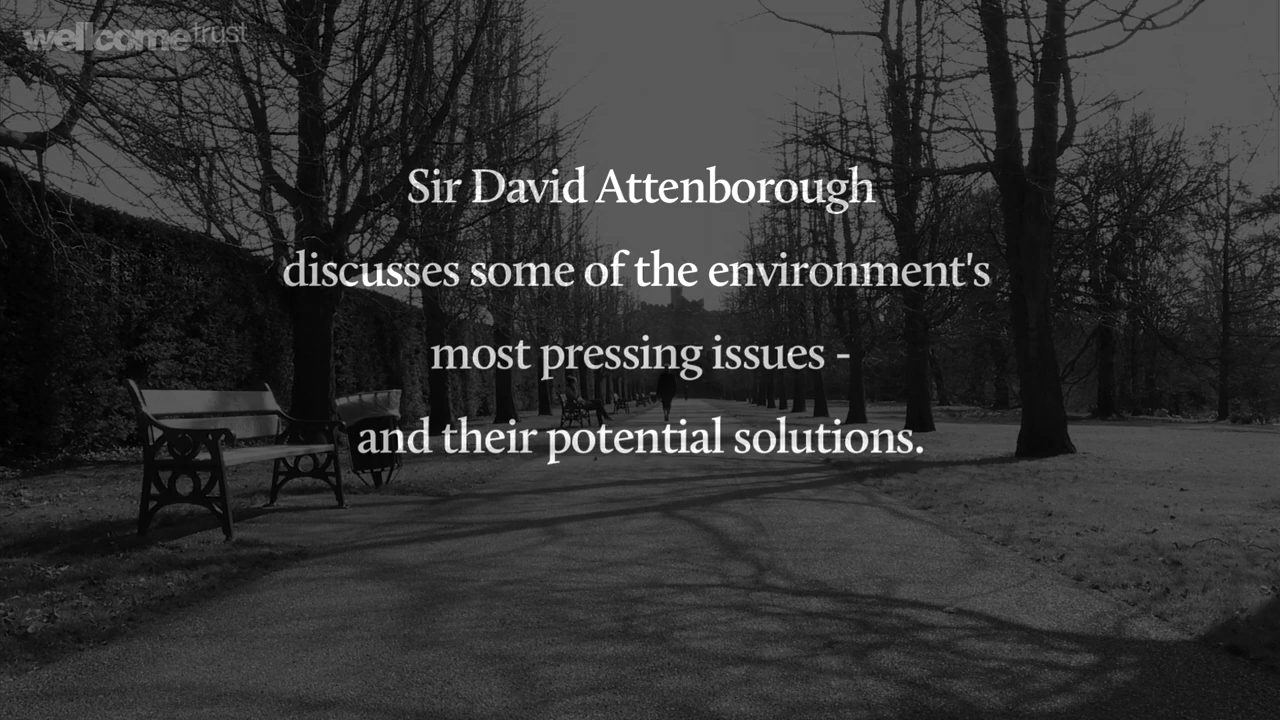 wellcometrust
Sir David Attenborough
discusses some of the environment's
most pressing issues -
and their potential solutions.